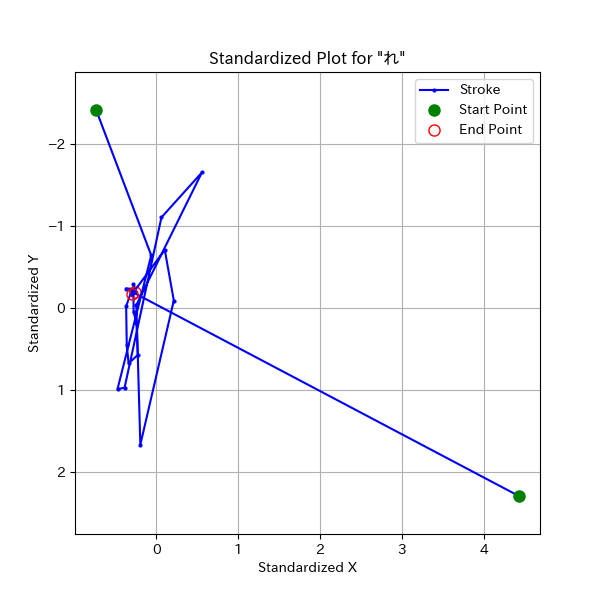 Standardized Plot for "れ"
Stroke
Start Point
End Point
−2
−1
0
1
2
Standardized Y
0 1 2 3 4
Standardized X